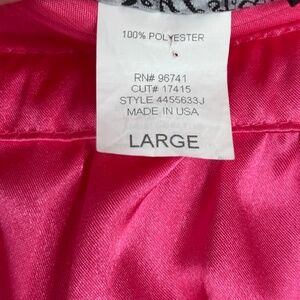 100% POLYESTER
RN# 96741
CUT# 17415
STYLE 4455633J
MADE IN USA
LARGE